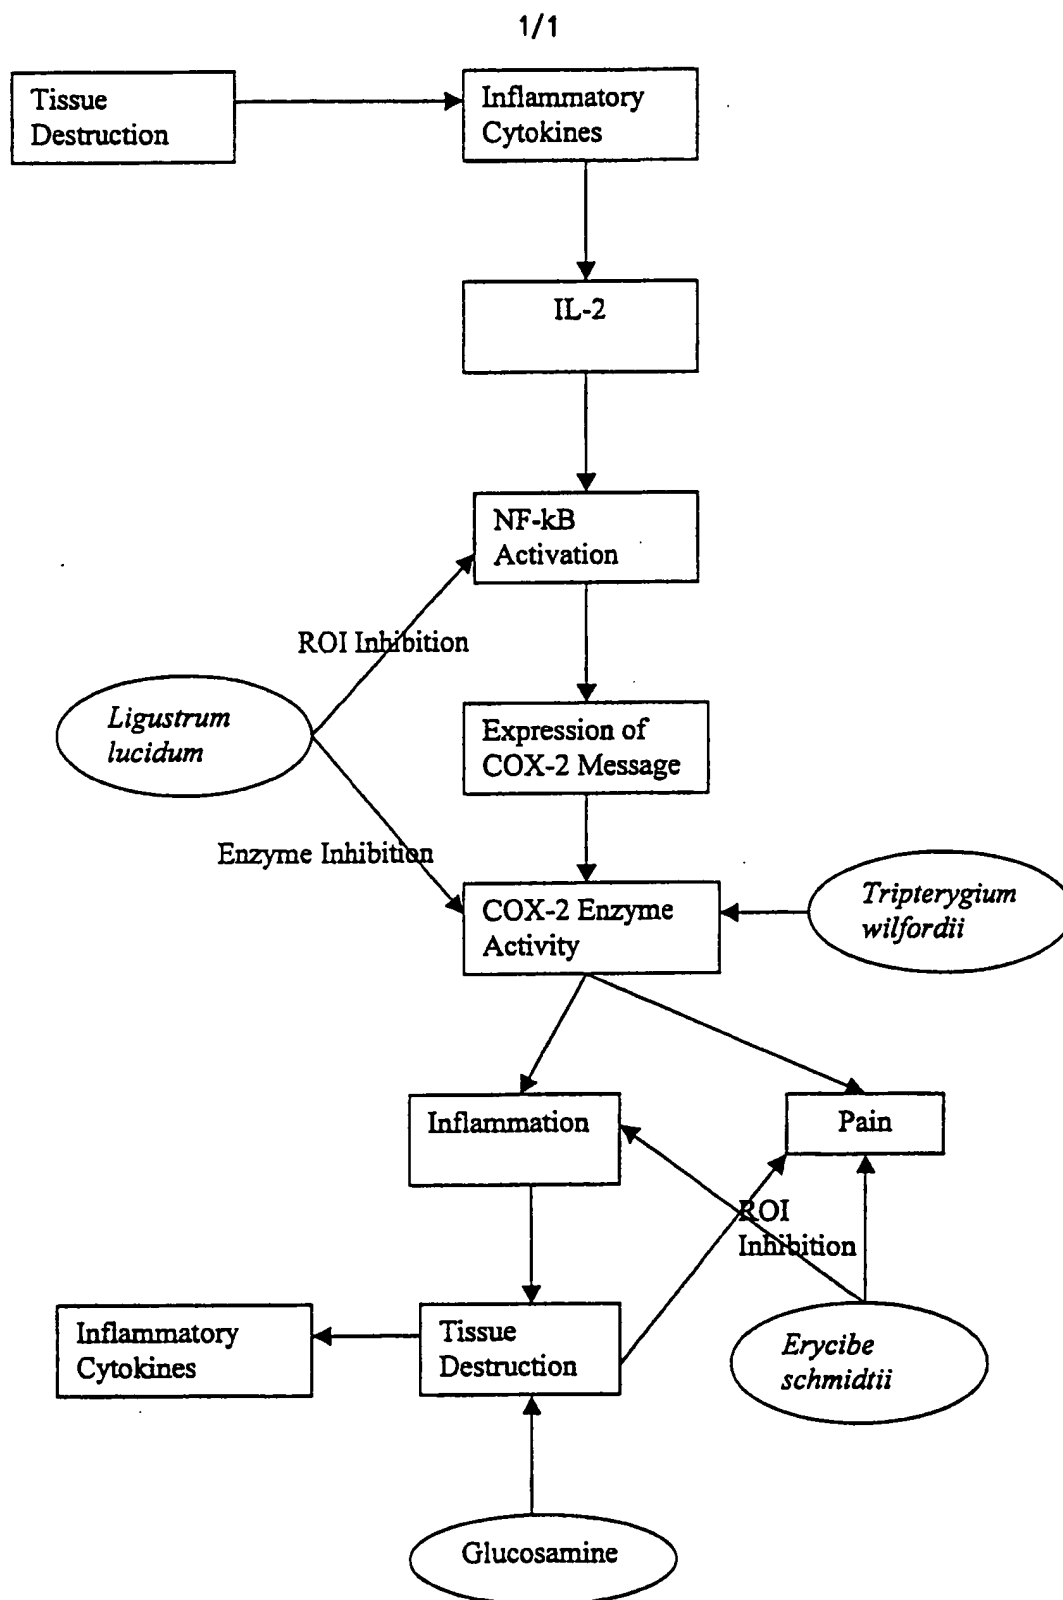 1/1
Tissue
Destruction
Inflammatory
Cytokines
IL-2
NF-kB
Activation
ROI Inhibition
Ligustrum
lucidum
Expression of
COX-2 Message
Enzyme Inhibition
COX-2 Enzyme
Activity
Tripterygium
wilfordii
Inflammation
Pain
ROI
Inhibition
Inflammatory
Cytokines
Tissue
Destruction
Erycibe
schmidtii
Glucosamine